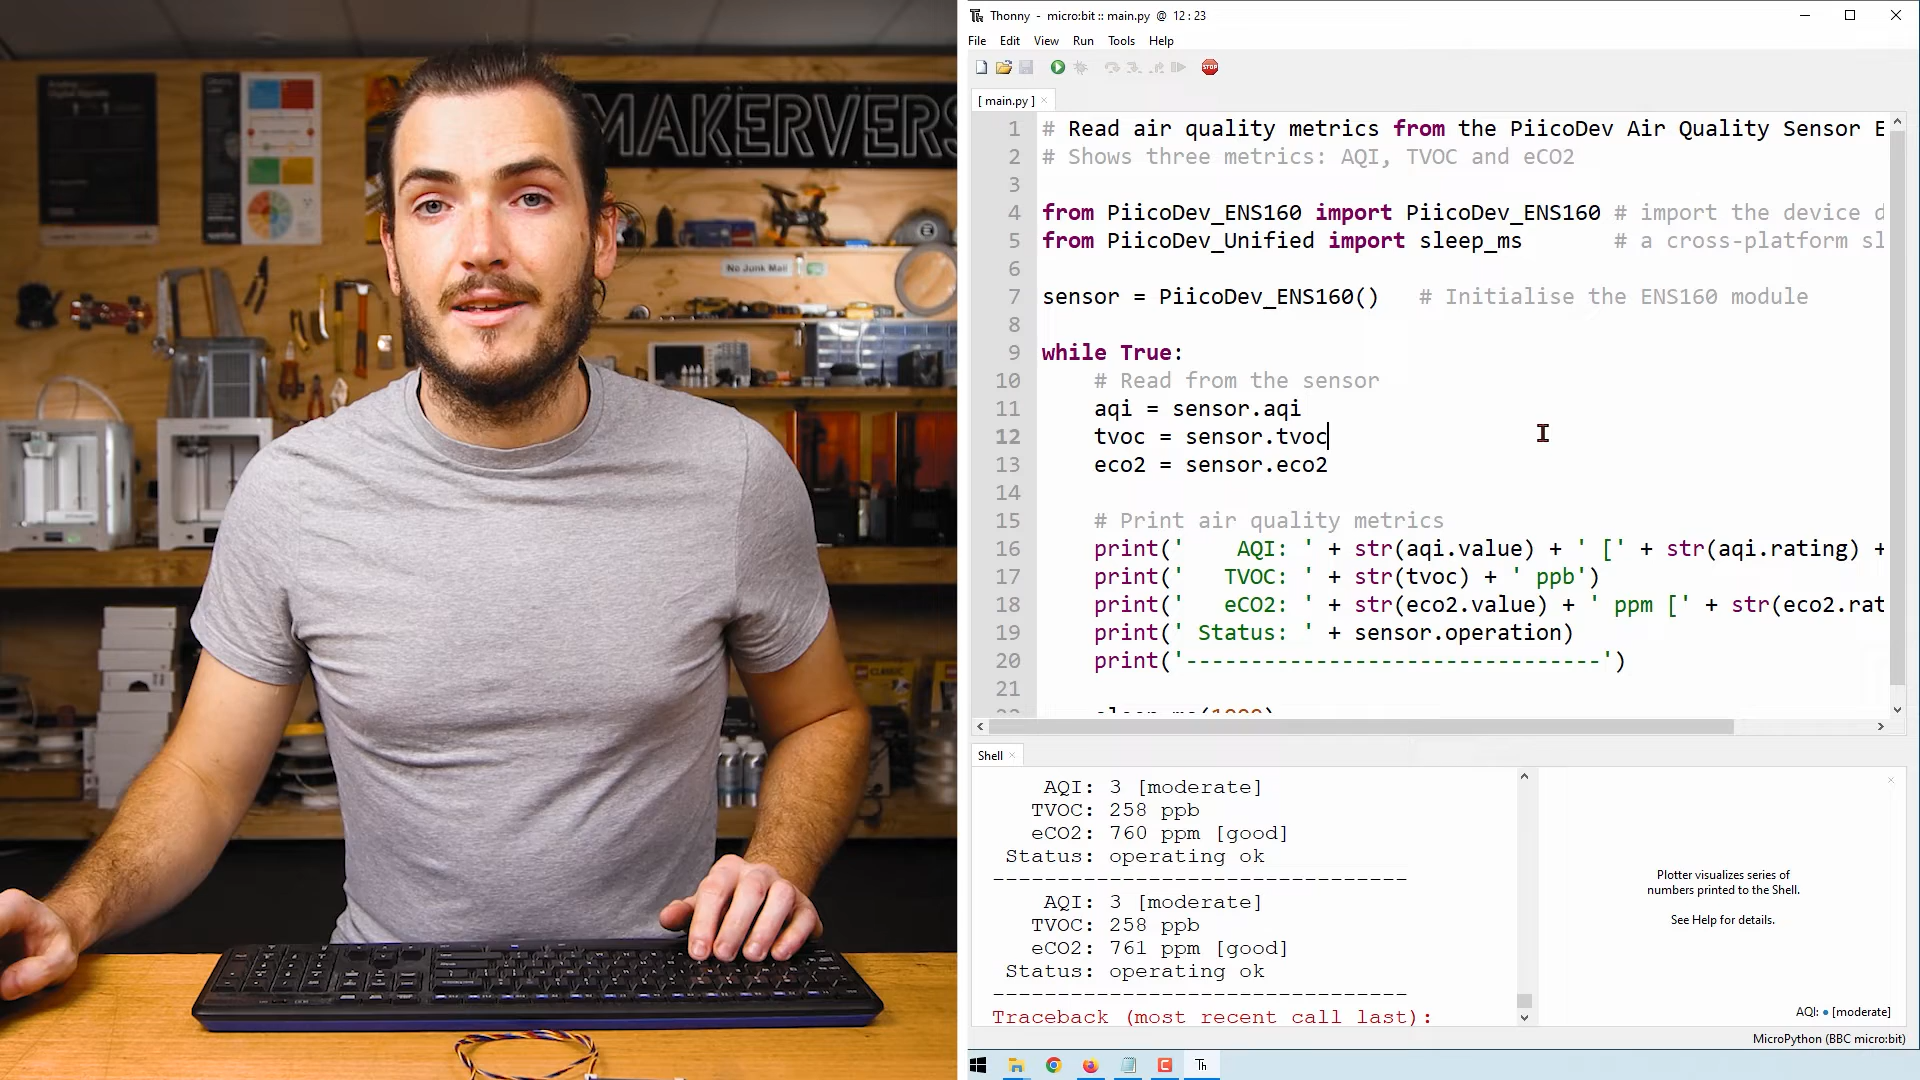 MAKERVERS
No Junk Mail
CLASSIC
Thonny - micro:bit :: main.py @ 12 : 23
File Edit View Run Tools Help
STOP
[ main.py ] ×
1 # Read air quality metrics from the PiicoDev Air Quality Sensor E
2 # Shows three metrics: AQI, TVOC and eCO2
3
4 from PiicoDev_ENS160 import PiicoDev_ENS160 # import the device d
5 from PiicoDev_Unified import sleep_ms # a cross-platform sl
6
7 sensor = PiicoDev_ENS160() # Initialise the ENS160 module
8
9 while True:
10 # Read from the sensor
11 aqi = sensor.aqi
12 tvoc = sensor.tvoc
13 eco2 = sensor.eco2
14
15 # Print air quality metrics
16 print('    AQI: ' + str(aqi.value) + ' [' + str(aqi.rating) +
17 print('   TVOC: ' + str(tvoc) + ' ppb')
18 print('   eCO2: ' + str(eco2.value) + ' ppm [' + str(eco2.rat
19 print(' Status: ' + sensor.operation)
20 print('--------------------------------')
21
22 sleep_ms(1000)
Shell ×
AQI: 3 [moderate]
TVOC: 258 ppb
eCO2: 760 ppm [good]
Status: operating ok
--------------------------------
AQI: 3 [moderate]
TVOC: 258 ppb
eCO2: 761 ppm [good]
Status: operating ok
--------------------------------
Traceback (most recent call last):
Plotter visualizes series of
numbers printed to the Shell.
See Help for details.
AQI: • [moderate]
MicroPython (BBC micro:bit)
Th